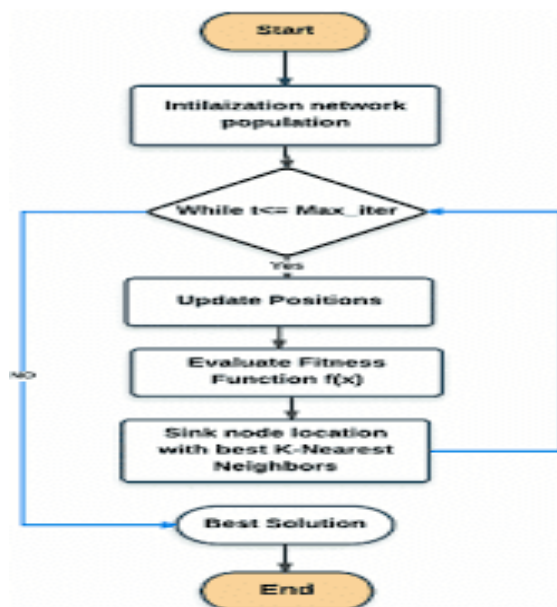 Start
Intilaization network
population
While t<= Max_iter
Yes
Update Positions
Evaluate Fitness
Function f(x)
NO
Sink node location
with best K-Nearest
Neighbors
Best Solution
End